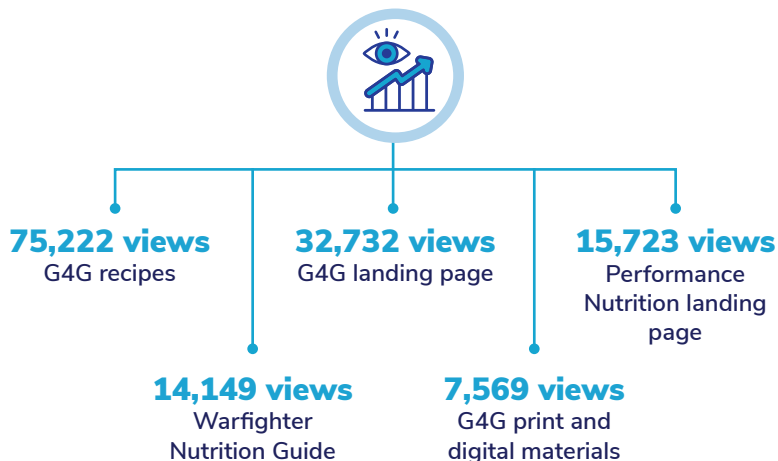 75,222 views
G4G recipes
32,732 views
G4G landing page
15,723 views
Performance
Nutrition landing
page
14,149 views
Warfighter
Nutrition Guide
7,569 views
G4G print and
digital materials